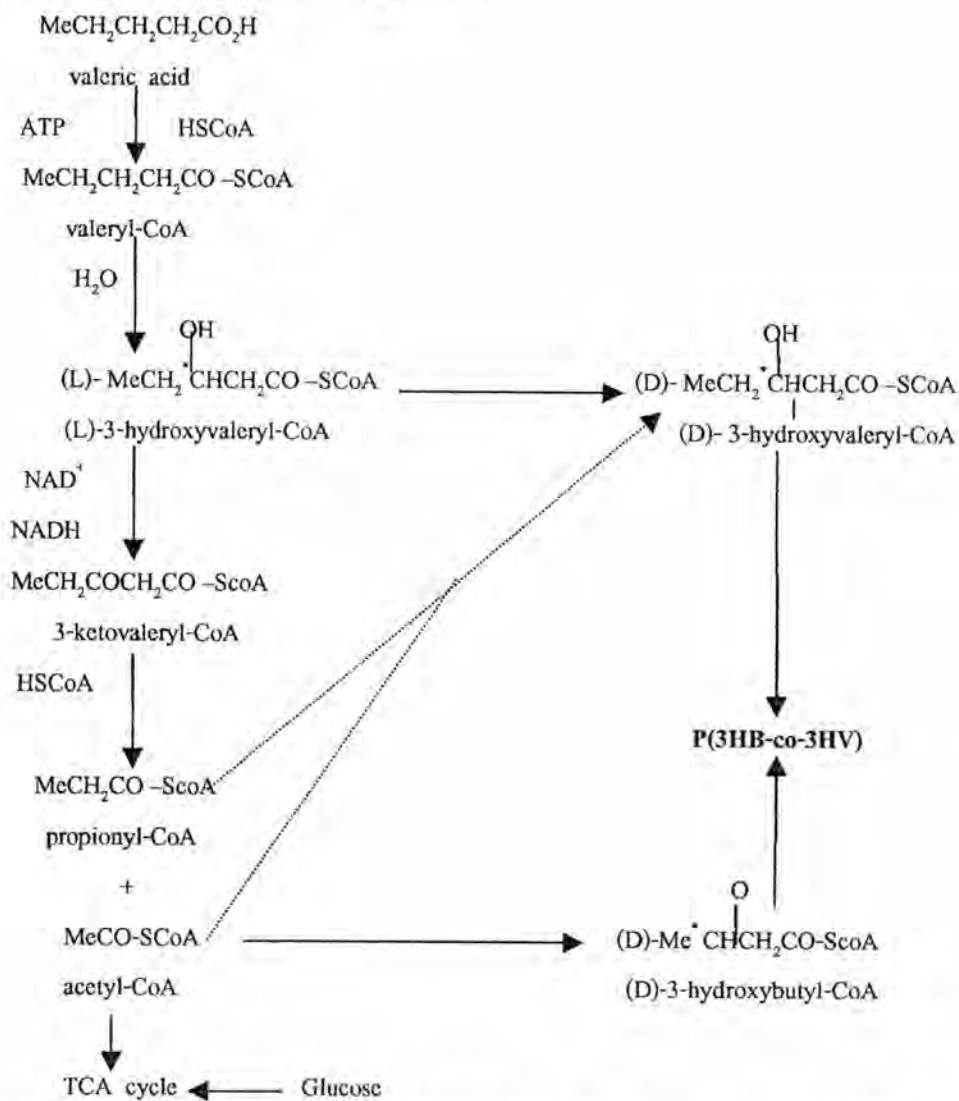 MeCH₂CH₂CH₂CO₂H
valeric acid
ATP HSCoA
MeCH₂CH₂CH₂CO –SCoA
valeryl-CoA
H₂O
OH
(L)- MeCH₂*CHCH₂CO –SCoA
(L)-3-hydroxyvaleryl-CoA
OH
(D)- MeCH₂*CHCH₂CO –SCoA
(D)- 3-hydroxyvaleryl-CoA
NAD⁺
NADH
MeCH₂COCH₂CO –ScoA
3-ketovaleryl-CoA
HSCoA
P(3HB-co-3HV)
MeCH₂CO –ScoA
propionyl-CoA
+
MeCO-SCoA
acetyl-CoA
O
(D)-Me*CHCH₂CO-ScoA
(D)-3-hydroxybutyl-CoA
TCA cycle Glucose